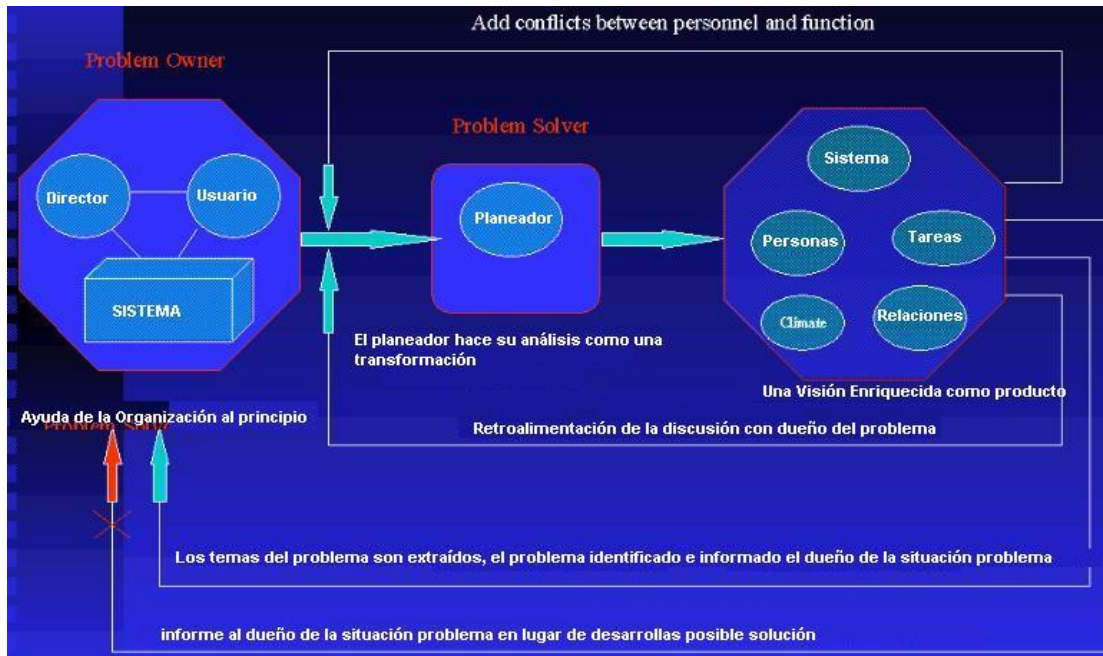 Add conflicts between personnel and function
Problem Owner
Problem Solver
Director
Usuario
SISTEMA
Planeador
Sistema
Personas
Tareas
Climate
Relaciones
El planeador hace su análisis como una
transformación
Una Visión Enriquecida como producto
Ayuda de la Organización al principio
Retroalimentación de la discusión con dueño del problema
Los temas del problema son extraídos, el problema identificado e informado el dueño de la situación problema
informe al dueño de la situación problema en lugar de desarrollas posible solución